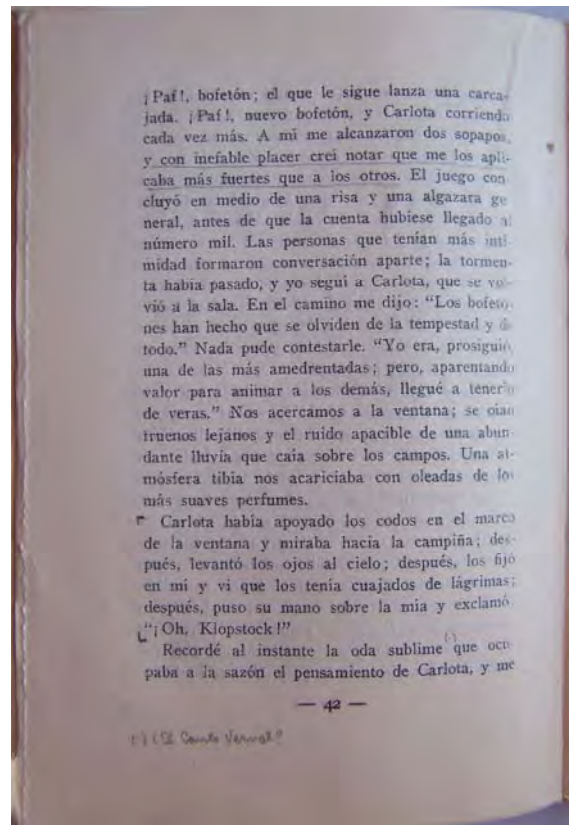 ¡Paf!, bofetón; el que le sigue lanza una carca-
jada. ¡Paf!, nuevo bofetón, y Carlota corriendo
cada vez más. A mí me alcanzaron dos sopapos,
y con inefable placer creí notar que me los apli-
caba más fuertes que a los otros. El juego con-
cluyó en medio de una risa y una algazara ge
neral, antes de que la cuenta hubiese llegado al
número mil. Las personas que tenían más inti-
midad formaron conversación aparte; la tormen-
ta había pasado, y yo seguí a Carlota, que se vol-
vió a la sala. En el camino me dijo: "Los bofeto-
nes han hecho que se olviden de la tempestad y de
todo." Nada pude contestarle. "Yo era, prosiguió,
una de las más amedrentadas; pero, aparentando
valor para animar a los demás, llegué a tenerlo
de veras." Nos acercamos a la ventana; se oían
truenos lejanos y el ruido apacible de una abun-
dante lluvia que caía sobre los campos. Una at-
mósfera tibia nos acariciaba con oleadas de los
más suaves perfumes.
Carlota había apoyado los codos en el marco
de la ventana y miraba hacia la campiña; des-
pués, levantó los ojos al cielo; después, los fijó
en mí y vi que los tenía cuajados de lágrimas;
después, puso su mano sobre la mía y exclamó
"¡Oh, Klopstock!"
Recordé al instante la oda sublime que ocu-
paba a la sazón el pensamiento de Carlota, y me
— 42 —
Canto Vernal